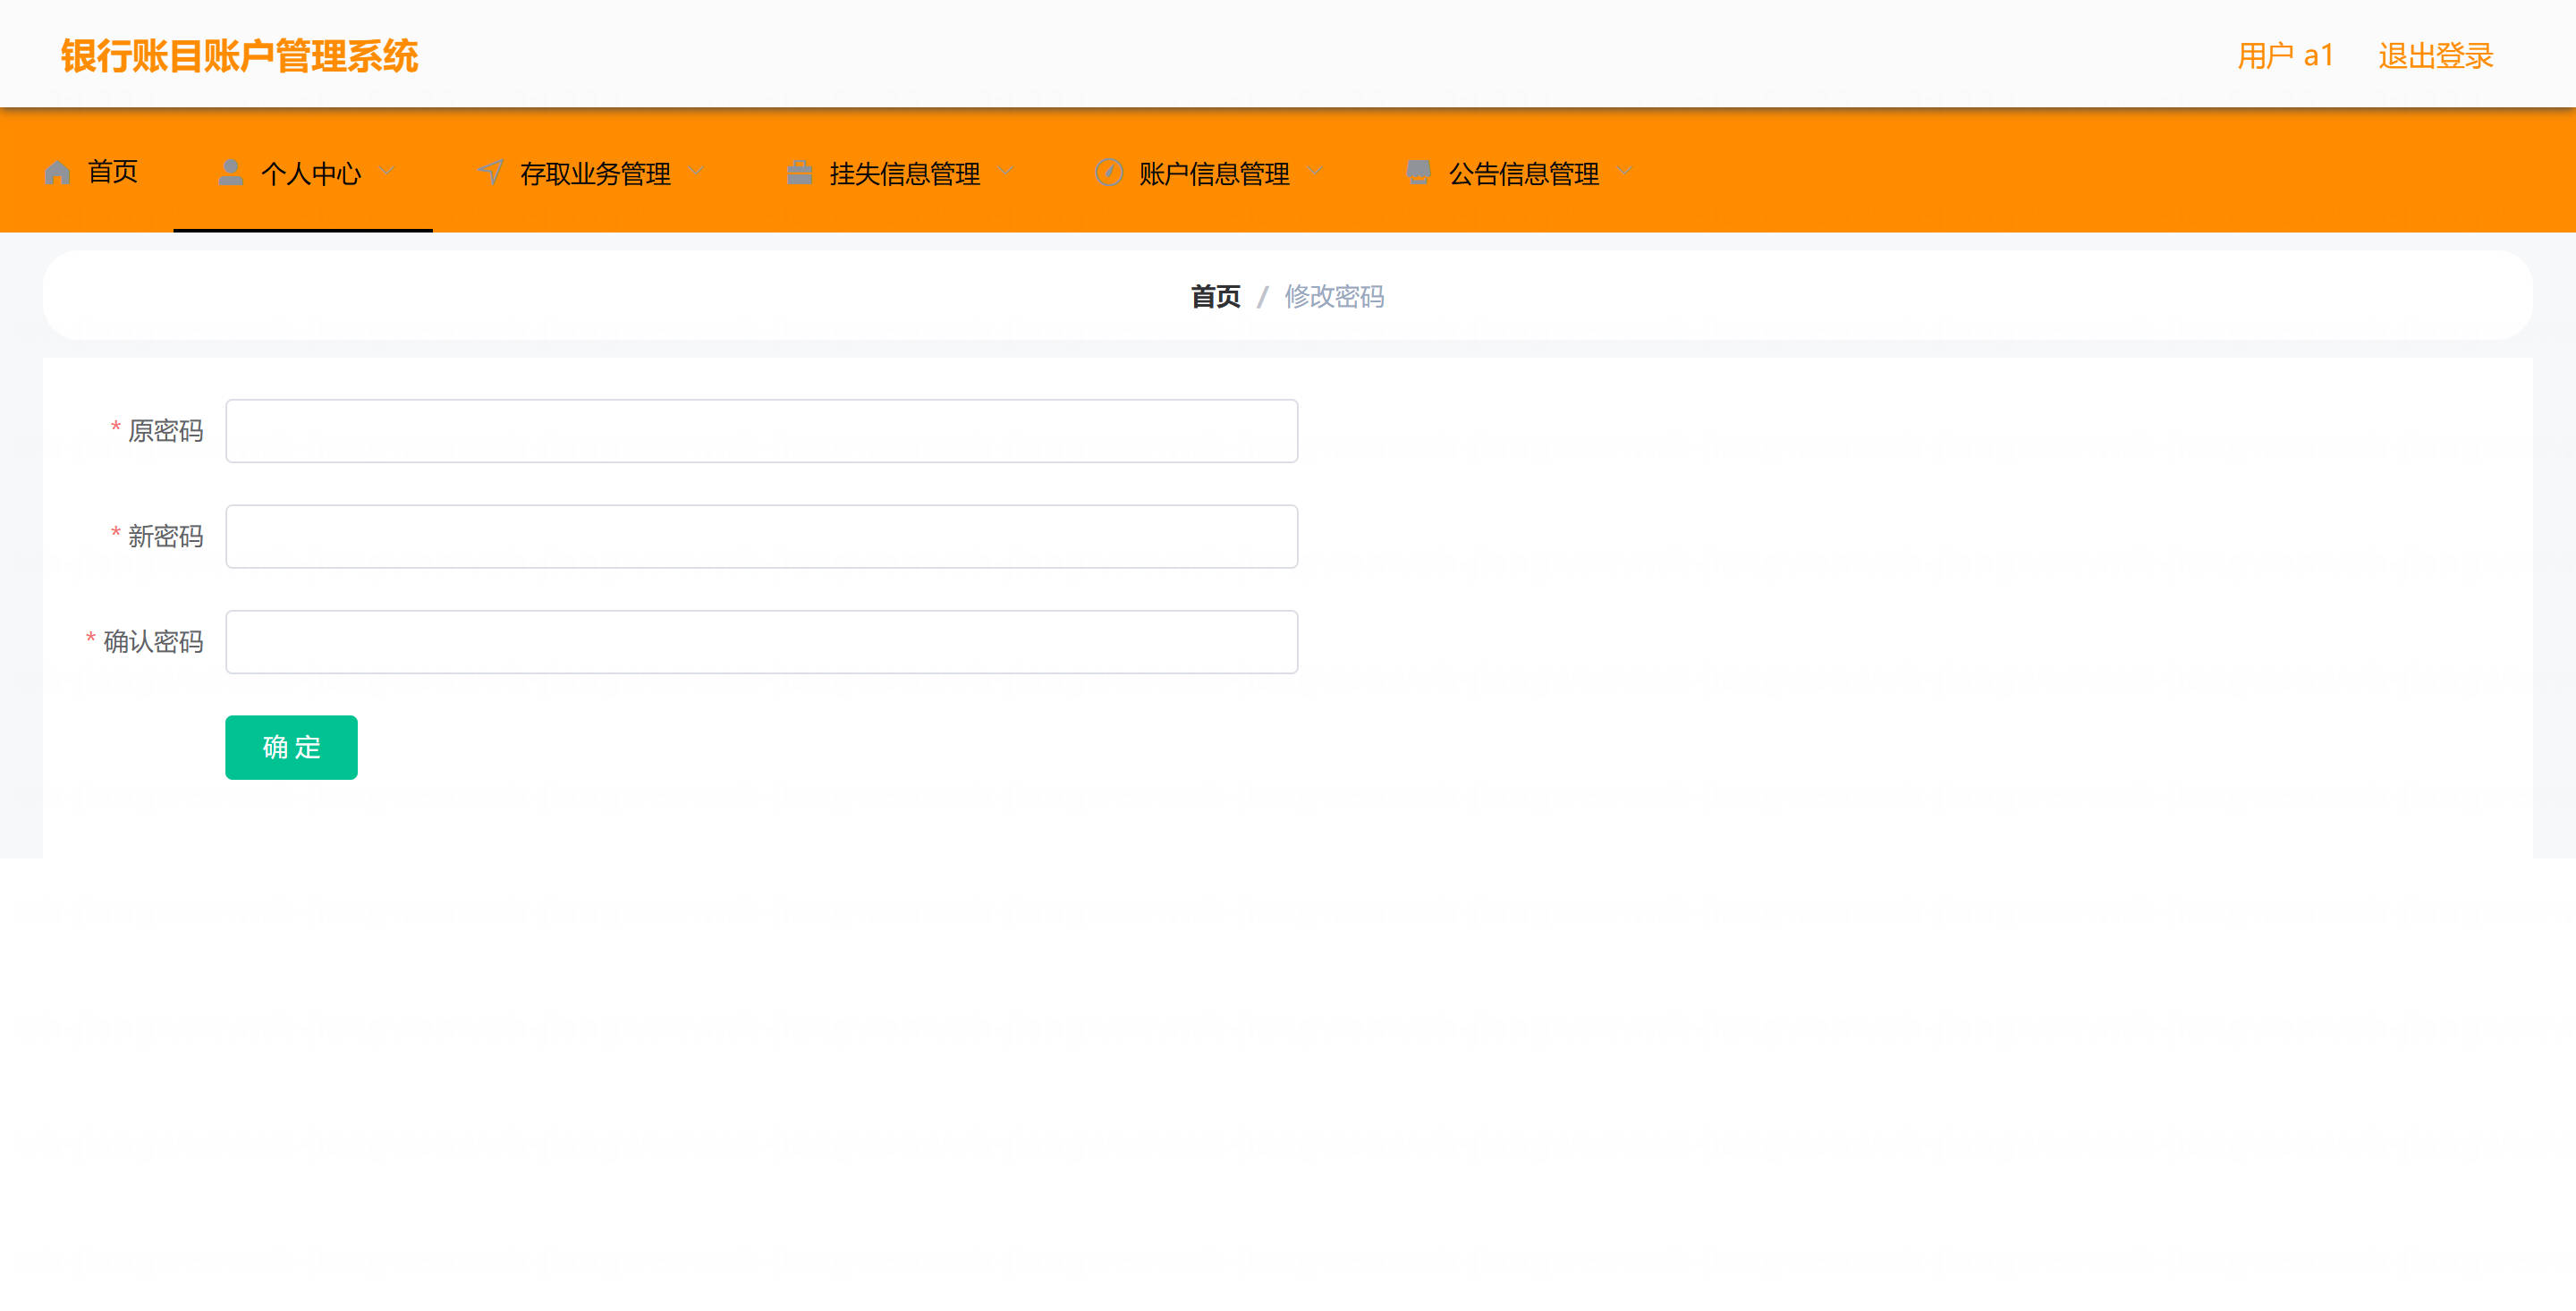 银行账目账户管理系统 用户 a1 退出登录
首页 个人中心 存取业务管理 挂失信息管理 账户信息管理 公告信息管理
首页 / 修改密码
* 原密码
* 新密码
* 确认密码
确 定